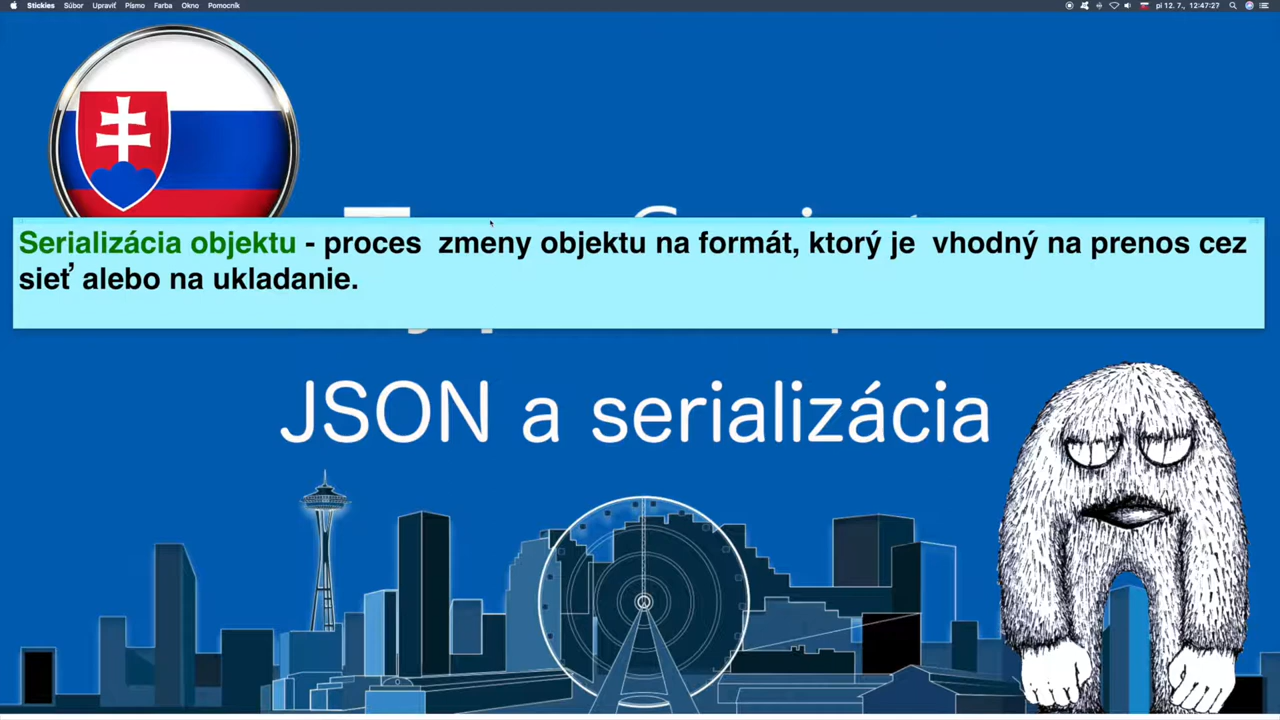 Stickies Súbor Upraviť Písmo Farba Okno Pomocník
pi 12. 7., 12:47:27
Serializácia objektu - proces zmeny objektu na formát, ktorý je vhodný na prenos cez
sieť alebo na ukladanie.
JSON a serializácia